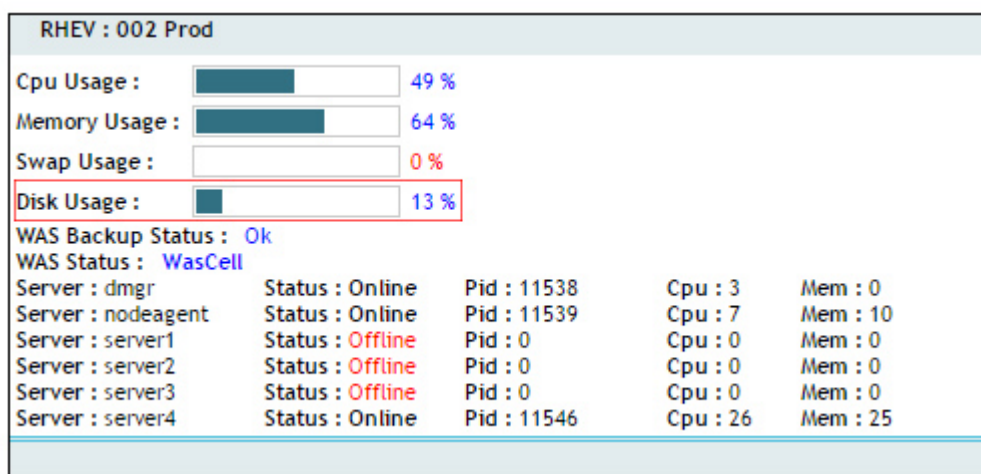 RHEV : 002 Prod
Cpu Usage : 49 %
Memory Usage : 64 %
Swap Usage : 0 %
Disk Usage : 13 %
WAS Backup Status : Ok
WAS Status : WasCell
Server : dmgr Status : Online Pid : 11538 Cpu : 3 Mem : 0
Server : nodeagent Status : Online Pid : 11539 Cpu : 7 Mem : 10
Server : server1 Status : Offline Pid : 0 Cpu : 0 Mem : 0
Server : server2 Status : Offline Pid : 0 Cpu : 0 Mem : 0
Server : server3 Status : Offline Pid : 0 Cpu : 0 Mem : 0
Server : server4 Status : Online Pid : 11546 Cpu : 26 Mem : 25